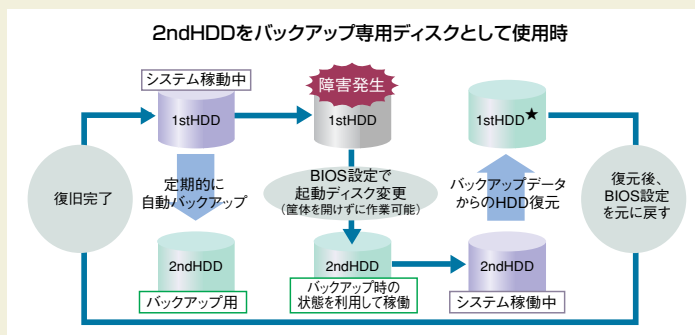 2ndHDDをバックアップ専用ディスクとして使用時
システム稼動中
1stHDD
定期的に
自動バックアップ
2ndHDD
バックアップ用
障害発生
1stHDD
BIOS設定で
起動ディスク変更
(筐体を開けずに作業可能)
2ndHDD
バックアップ時の
状態を利用して稼働
2ndHDD
システム稼動中
バックアップデータ
からのHDD復元
1stHDD★
復元後、
BIOS設定
を元に戻す
復旧完了